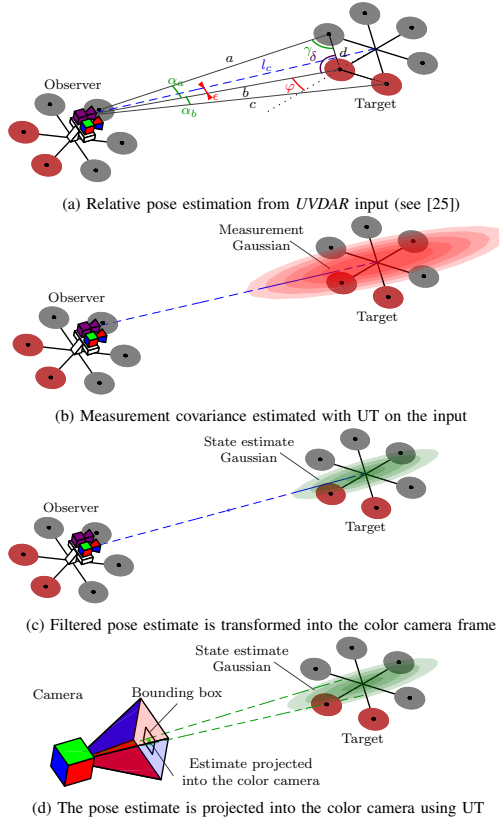 a
γ
δ
d
Observer
α_a
l_c
ε
b
φ
α_b
c
Target
(a) Relative pose estimation from UVDAR input (see [25])
Measurement
Gaussian
Observer
Target
(b) Measurement covariance estimated with UT on the input
State estimate
Gaussian
Observer
Target
(c) Filtered pose estimate is transformed into the color camera frame
State estimate
Gaussian
Camera
Bounding box
Target
Estimate projected
into the color camera
(d) The pose estimate is projected into the color camera using UT